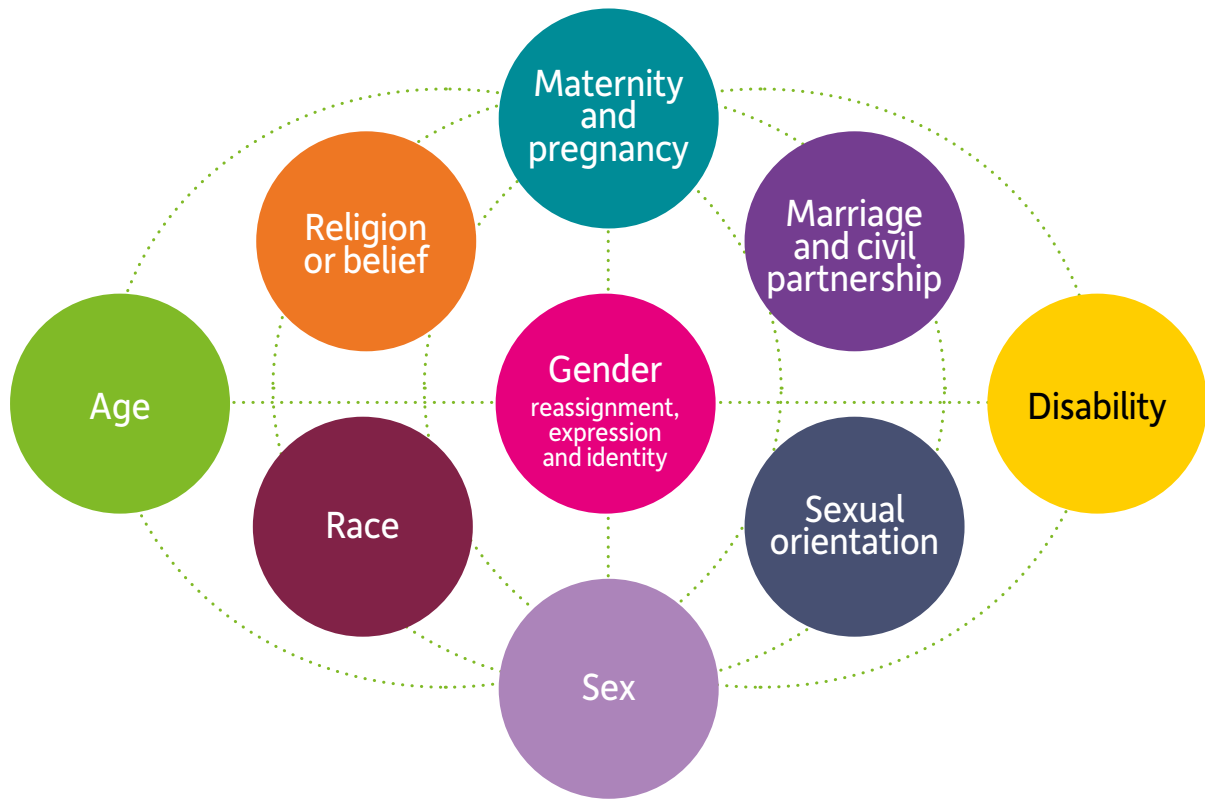 Maternity
and
pregnancy
Religion
or belief
Marriage
and civil
partnership
Age
Gender
reassignment,
expression
and identity
Disability
Race
Sexual
orientation
Sex